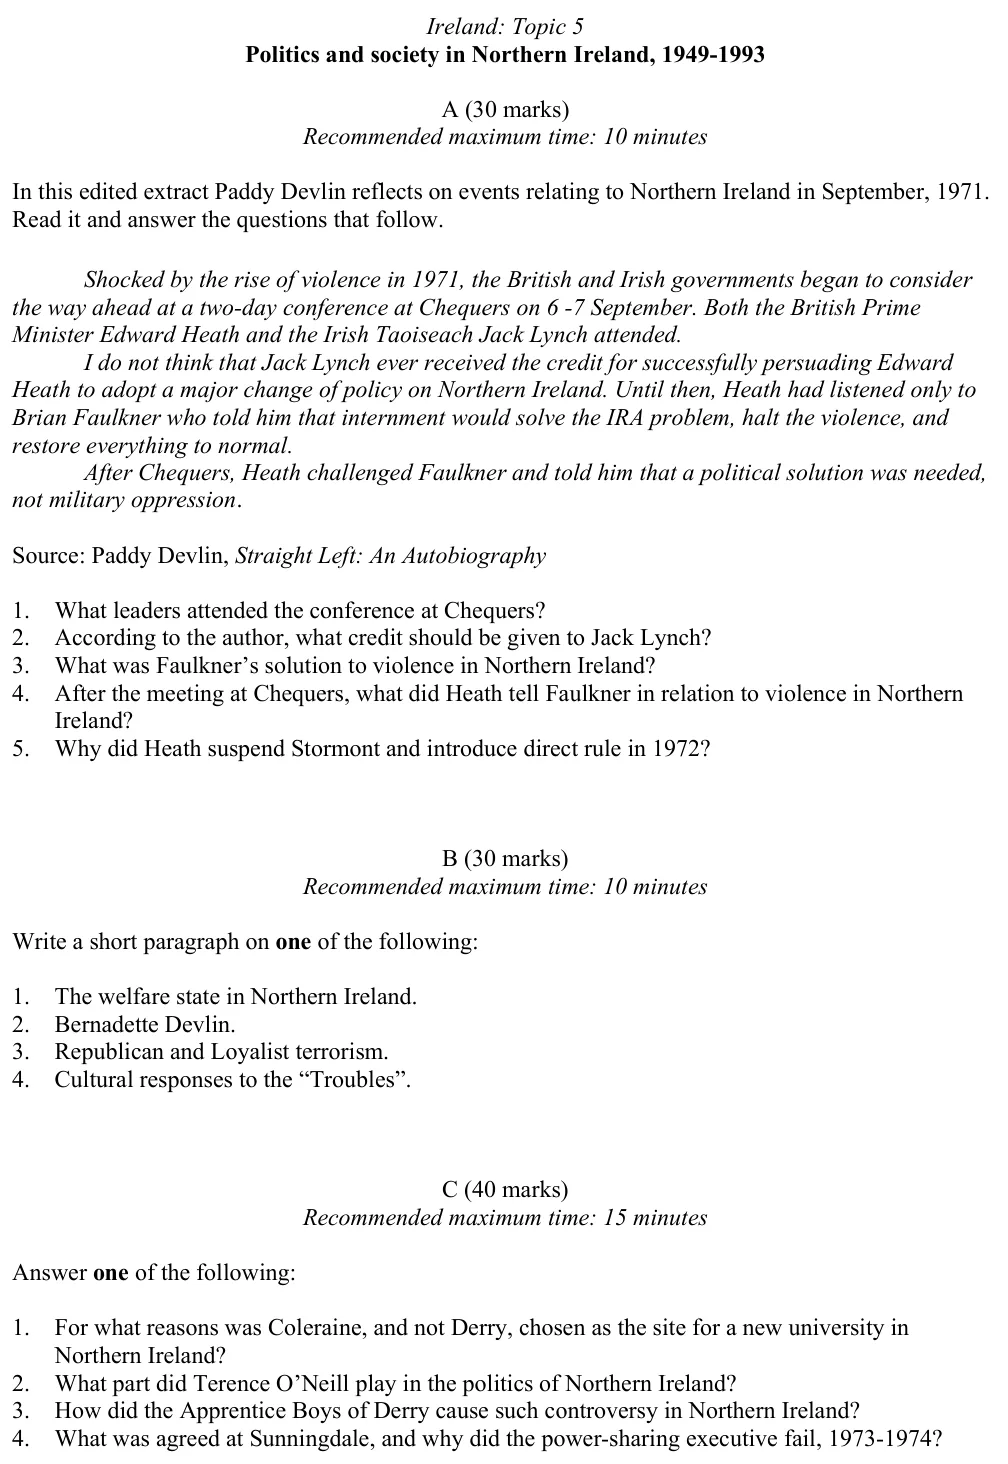 Ireland: Topic 5
Politics and society in Northern Ireland, 1949-1993
A (30 marks)
Recommended maximum time: 10 minutes
In this edited extract Paddy Devlin reflects on events relating to Northern Ireland in September, 1971.
Read it and answer the questions that follow.
Shocked by the rise of violence in 1971, the British and Irish governments began to consider
the way ahead at a two-day conference at Chequers on 6 -7 September. Both the British Prime
Minister Edward Heath and the Irish Taoiseach Jack Lynch attended.
I do not think that Jack Lynch ever received the credit for successfully persuading Edward
Heath to adopt a major change of policy on Northern Ireland. Until then, Heath had listened only to
Brian Faulkner who told him that internment would solve the IRA problem, halt the violence, and
restore everything to normal.
After Chequers, Heath challenged Faulkner and told him that a political solution was needed,
not military oppression.
Source: Paddy Devlin, Straight Left: An Autobiography
1. What leaders attended the conference at Chequers?
2. According to the author, what credit should be given to Jack Lynch?
3. What was Faulkner’s solution to violence in Northern Ireland?
4. After the meeting at Chequers, what did Heath tell Faulkner in relation to violence in Northern
Ireland?
5. Why did Heath suspend Stormont and introduce direct rule in 1972?
B (30 marks)
Recommended maximum time: 10 minutes
Write a short paragraph on one of the following:
1. The welfare state in Northern Ireland.
2. Bernadette Devlin.
3. Republican and Loyalist terrorism.
4. Cultural responses to the “Troubles”.
C (40 marks)
Recommended maximum time: 15 minutes
Answer one of the following:
1. For what reasons was Coleraine, and not Derry, chosen as the site for a new university in
Northern Ireland?
2. What part did Terence O’Neill play in the politics of Northern Ireland?
3. How did the Apprentice Boys of Derry cause such controversy in Northern Ireland?
4. What was agreed at Sunningdale, and why did the power-sharing executive fail, 1973-1974?